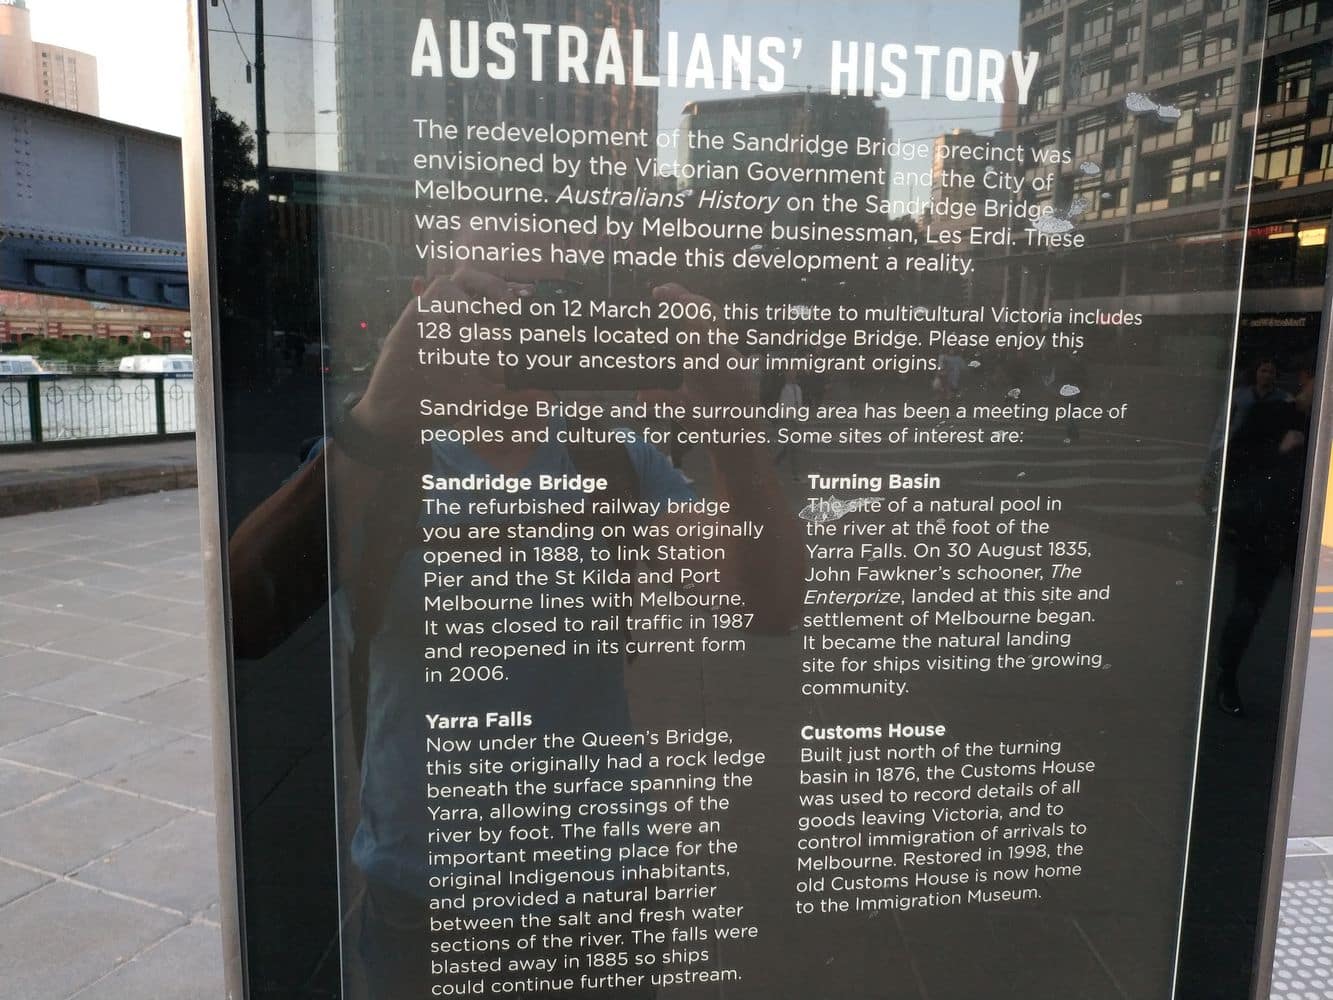 AUSTRALIANS' HISTORY
The redevelopment of the Sandridge Bridge precinct was
envisioned by the Victorian Government and the City of
Melbourne. Australians' History on the Sandridge Bridge
was envisioned by Melbourne businessman, Les Erdi. These
visionaries have made this development a reality.
Launched on 12 March 2006, this tribute to multicultural Victoria includes
128 glass panels located on the Sandridge Bridge. Please enjoy this
tribute to your ancestors and our immigrant origins.
Sandridge Bridge and the surrounding area has been a meeting place of
peoples and cultures for centuries. Some sites of interest are:
Sandridge Bridge
The refurbished railway bridge
you are standing on was originally
opened in 1888, to link Station
Pier and the St Kilda and Port
Melbourne lines with Melbourne.
It was closed to rail traffic in 1987
and reopened in its current form
in 2006.
Yarra Falls
Now under the Queen's Bridge,
this site originally had a rock ledge
beneath the surface spanning the
Yarra, allowing crossings of the
river by foot. The falls were an
important meeting place for the
original Indigenous inhabitants,
and provided a natural barrier
between the salt and fresh water
sections of the river. The falls were
blasted away in 1885 so ships
could continue further upstream.
Turning Basin
The site of a natural pool in
the river at the foot of the
Yarra Falls. On 30 August 1835,
John Fawkner's schooner, The
Enterprize, landed at this site and
settlement of Melbourne began.
It became the natural landing
site for ships visiting the growing
community.
Customs House
Built just north of the turning
basin in 1876, the Customs House
was used to record details of all
goods leaving Victoria, and to
control immigration of arrivals to
Melbourne. Restored in 1998, the
old Customs House is now home
to the Immigration Museum.